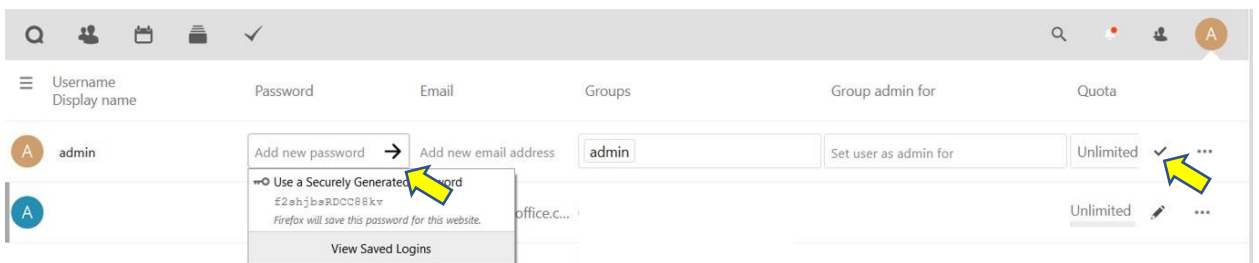 A
Username
Display name
Password
Email
Groups
Group admin for
Quota
A
admin
Add new password
Add new email address
admin
Set user as admin for
Unlimited
Use a Securely Generated
f2shjbsRDCC88kv
Firefox will save this password for this website.
View Saved Logins
A
office.c...
Unlimited